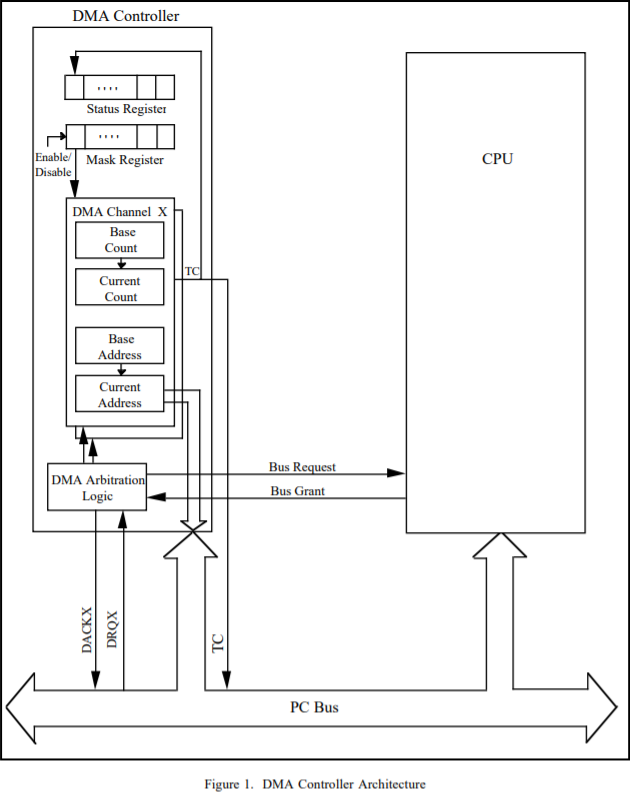 DMA Controller
' ' ' '
Status Register
' ' ' '
Enable/
Disable
Mask Register
CPU
DMA Channel X
Base
Count
TC
Current
Count
Base
Address
Current
Address
DMA Arbitration
Logic
Bus Request
Bus Grant
DACKX
DRQX
TC
PC Bus
Figure 1. DMA Controller Architecture